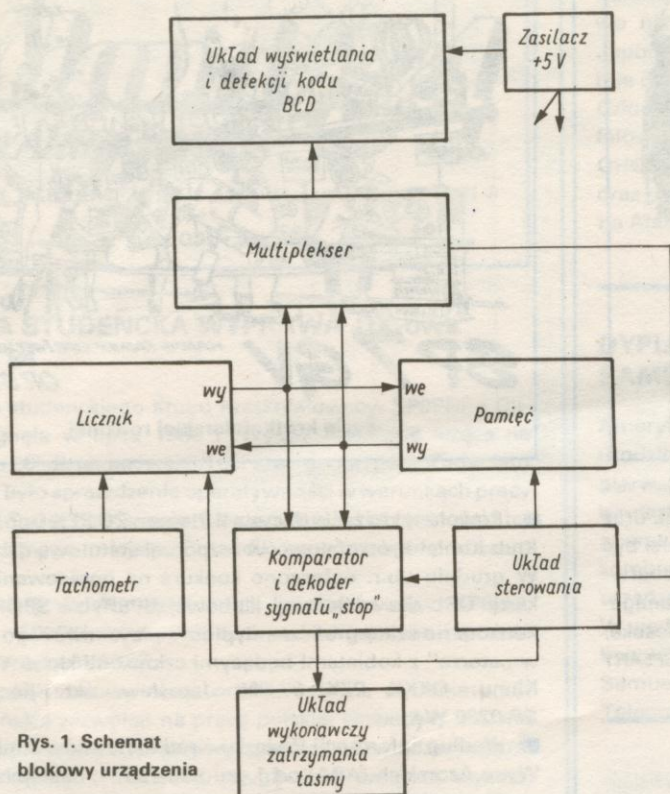 Układ wyświetlania
i detekcji kodu
BCD
Zasilacz
+5V
Multiplekser
Licznik
wy
we
we
wy
Pamięć
Tachometr
Komparator
dekoder
sygnału „stop”
Układ
sterowania
Układ
wykonawczy
zatrzymania
taśmy
Rys. 1. Schemat
blokowy urządzenia